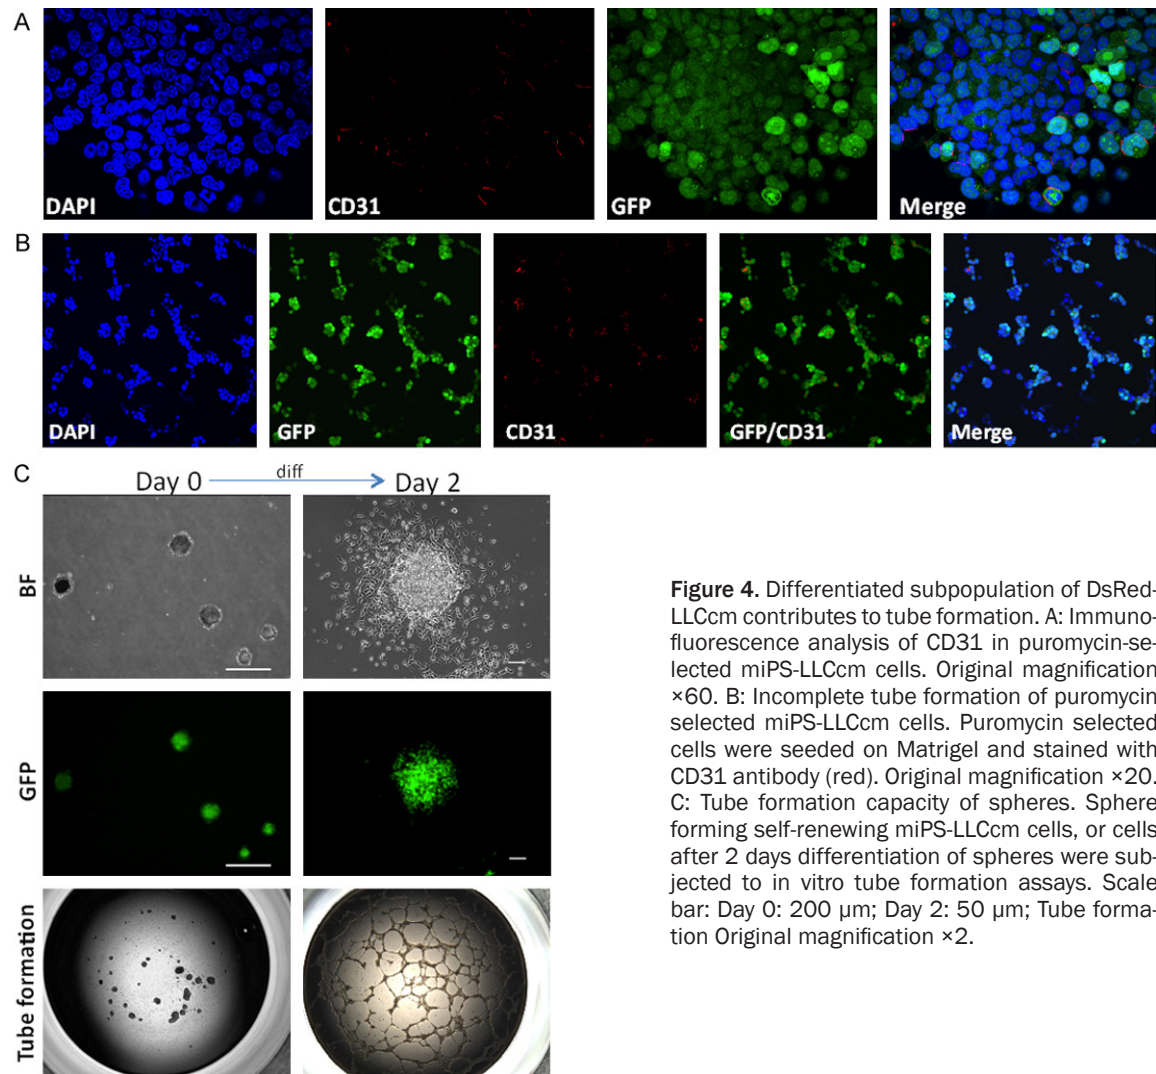 A
DAPI
CD31
GFP
Merge
B
DAPI
GFP
CD31
GFP/CD31
Merge
C
Day 0
diff
Day 2
BF
GFP
Tube formation
Figure 4. Differentiated subpopulation of DsRed-
LLCcm contributes to tube formation. A: Immuno-
fluorescence analysis of CD31 in puromycin-se-
lected miPS-LLCcm cells. Original magnification
×60. B: Incomplete tube formation of puromycin
selected miPS-LLCcm cells. Puromycin selected
cells were seeded on Matrigel and stained with
CD31 antibody (red). Original magnification ×20.
C: Tube formation capacity of spheres. Sphere
forming self-renewing miPS-LLCcm cells, or cells
after 2 days differentiation of spheres were sub-
jected to in vitro tube formation assays. Scale
bar: Day 0: 200 μm; Day 2: 50 μm; Tube forma-
tion Original magnification ×2.